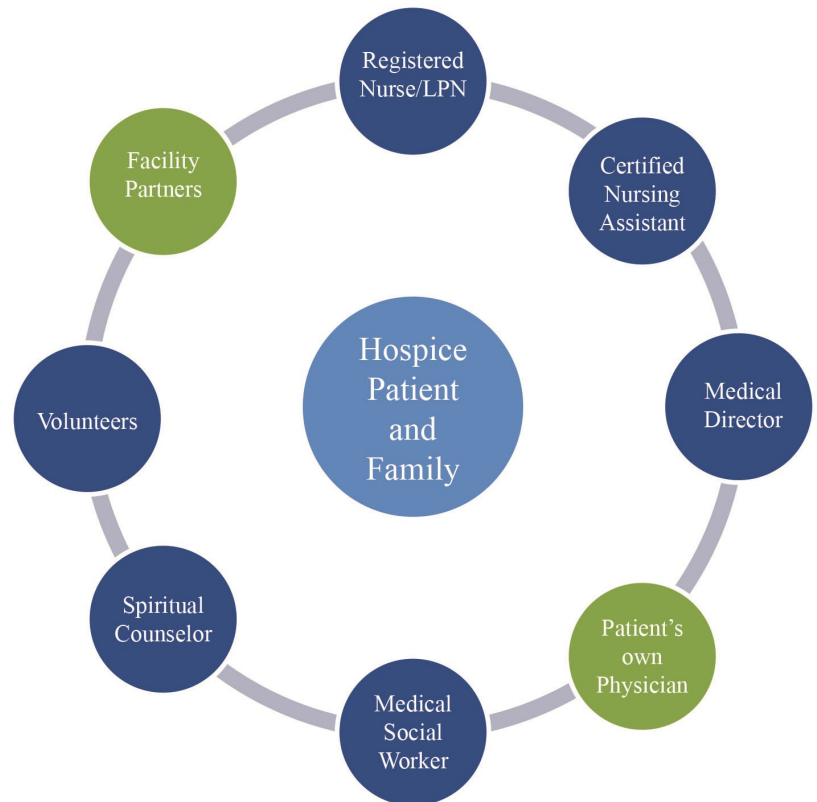 Registered
Nurse/LPN
Certified
Nursing
Assistant
Medical
Director
Patient’s
own
Physician
Medical
Social
Worker
Spiritual
Counselor
Volunteers
Facility
Partners
Hospice
Patient
and
Family